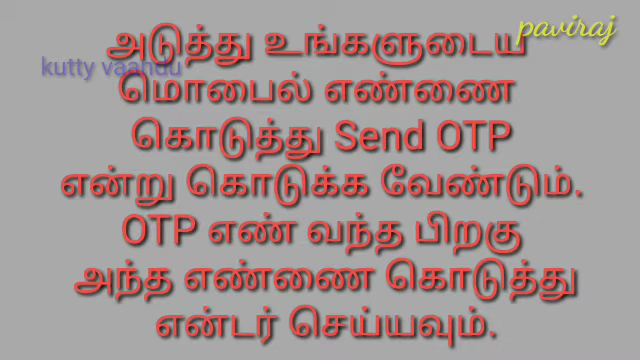 paviraj
அடுத்து உங்களுடைய
kutty vaandu
மொபைல் எண்ணை
கொடுத்து Send OTP
என்று கொடுக்க வேண்டும்.
OTP எண் வந்த பிறகு
அந்த எண்ணை கொடுத்து
என்டர் செய்யவும்.